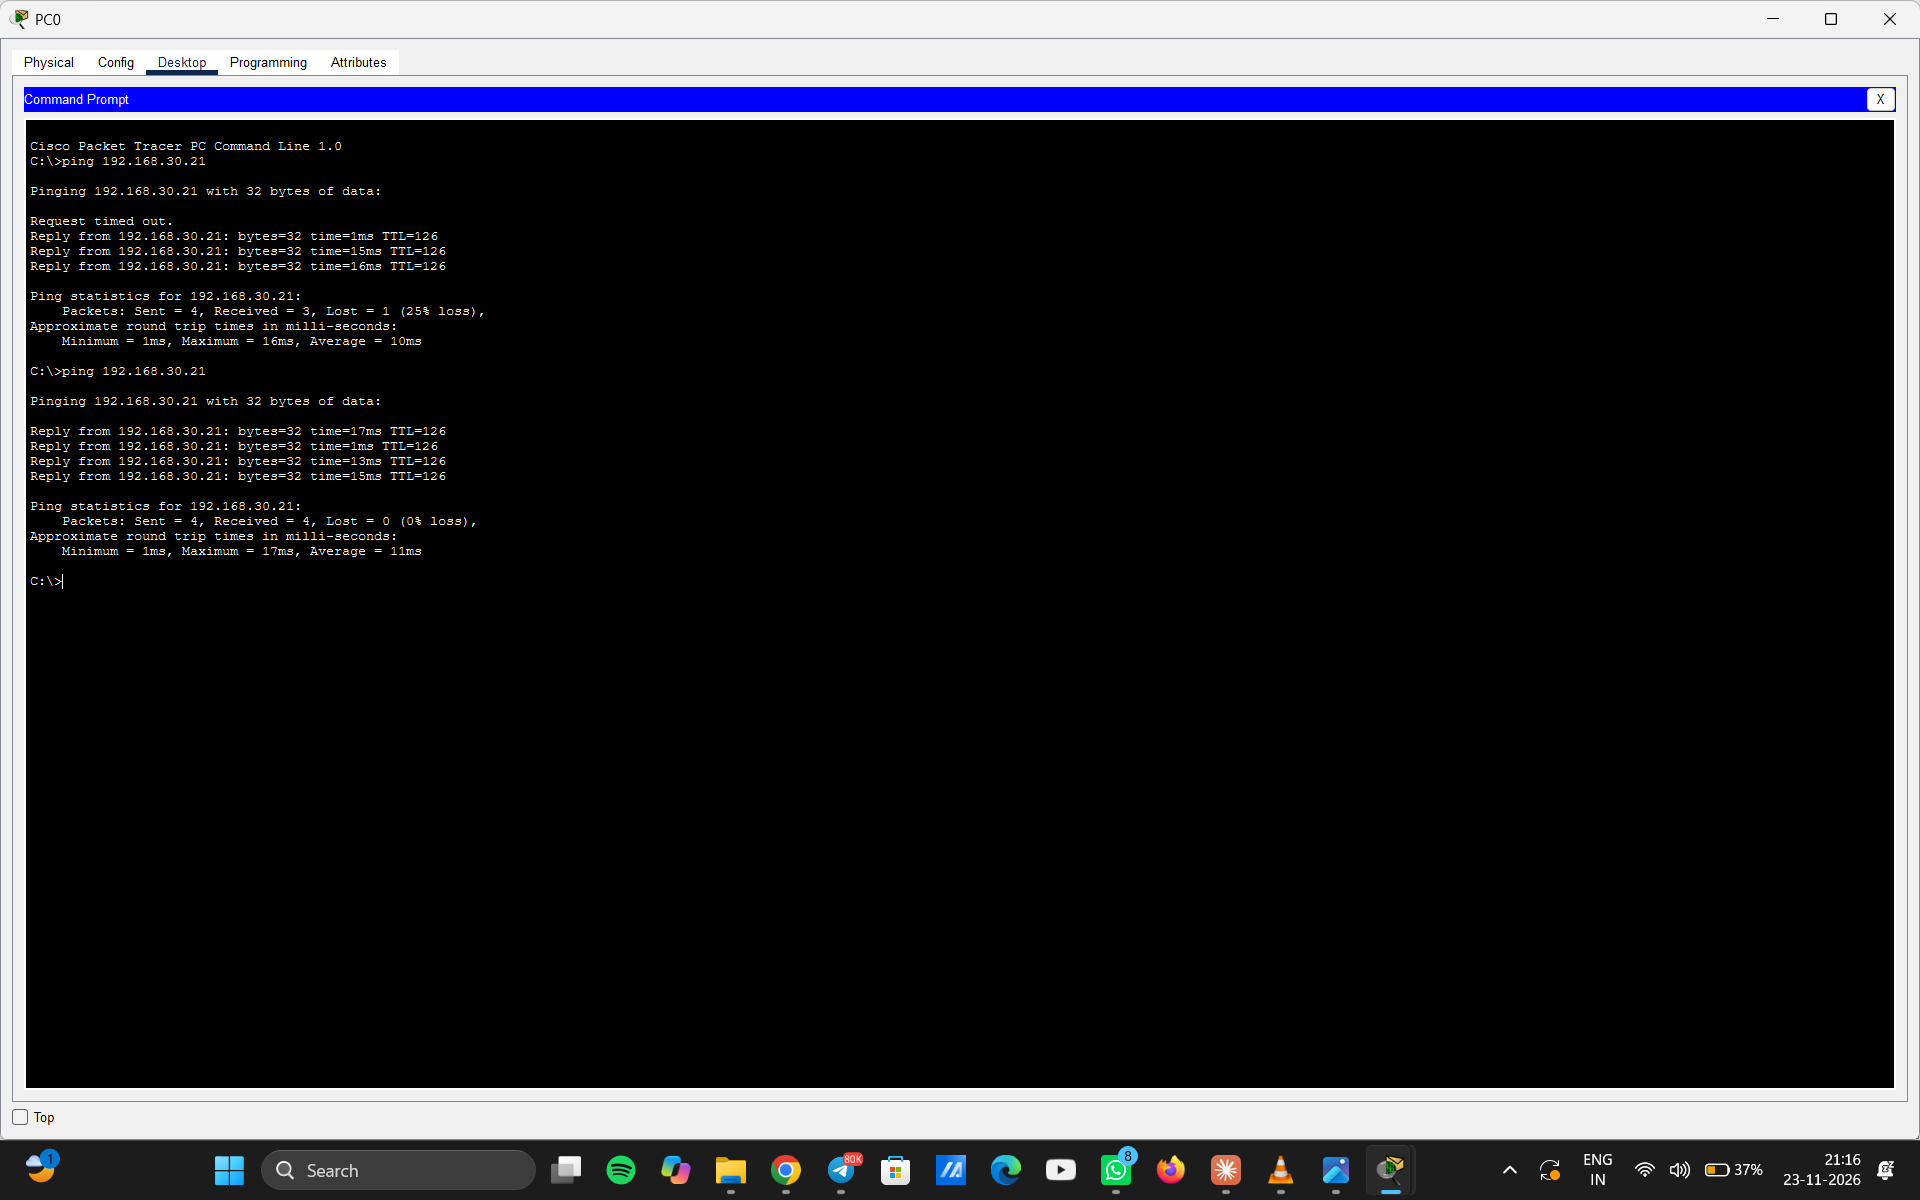 PC0
Physical Config Desktop Programming Attributes
Command Prompt
X
Cisco Packet Tracer PC Command Line 1.0
C:\>ping 192.168.30.21
Pinging 192.168.30.21 with 32 bytes of data:
Request timed out.
Reply from 192.168.30.21: bytes=32 time=1ms TTL=126
Reply from 192.168.30.21: bytes=32 time=15ms TTL=126
Reply from 192.168.30.21: bytes=32 time=16ms TTL=126
Ping statistics for 192.168.30.21:
Packets: Sent = 4, Received = 3, Lost = 1 (25% loss),
Approximate round trip times in milli-seconds:
Minimum = 1ms, Maximum = 16ms, Average = 10ms
C:\>ping 192.168.30.21
Pinging 192.168.30.21 with 32 bytes of data:
Reply from 192.168.30.21: bytes=32 time=17ms TTL=126
Reply from 192.168.30.21: bytes=32 time=1ms TTL=126
Reply from 192.168.30.21: bytes=32 time=13ms TTL=126
Reply from 192.168.30.21: bytes=32 time=15ms TTL=126
Ping statistics for 192.168.30.21:
Packets: Sent = 4, Received = 4, Lost = 0 (0% loss),
Approximate round trip times in milli-seconds:
Minimum = 1ms, Maximum = 17ms, Average = 11ms
C:\>
Top
1
Search
80K
8
ENG
IN
37%
21:16
23-11-2026